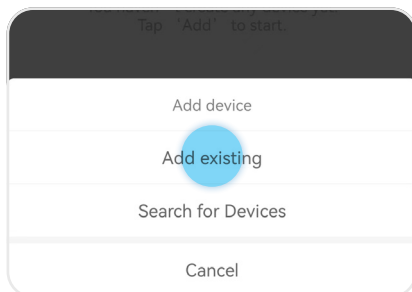 Tap ‘Add’ to start.
Add device
Add existing
Search for Devices
Cancel